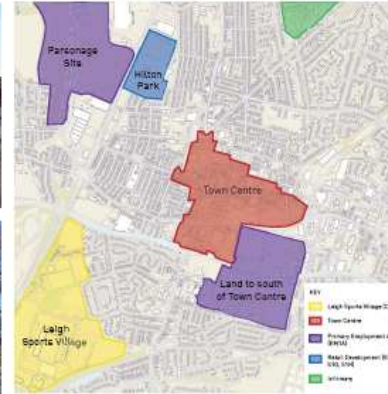 Parsonage
Site
Hilton
Park
Town Centre
Land to south
of Town Centre
Leigh
Sports Village
KEY
Leigh Sports Village
Town Centre
Primary Employment
Retail Development
Infirmary